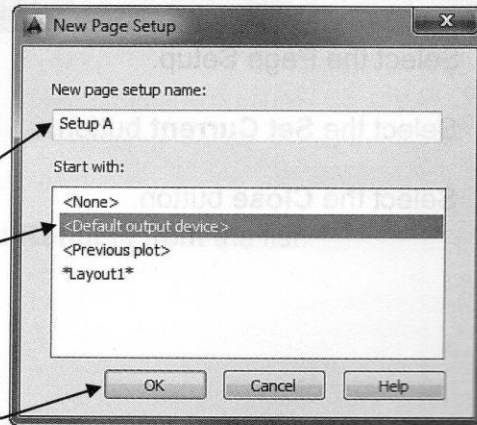 New Page Setup
New page setup name:
Setup A
Start with:
<None>
<Default output device>
<Previous plot>
*Layout1*
OK
Cancel
Help
Select the Page Setup.
Select the Set Current button.
Select the Close button.